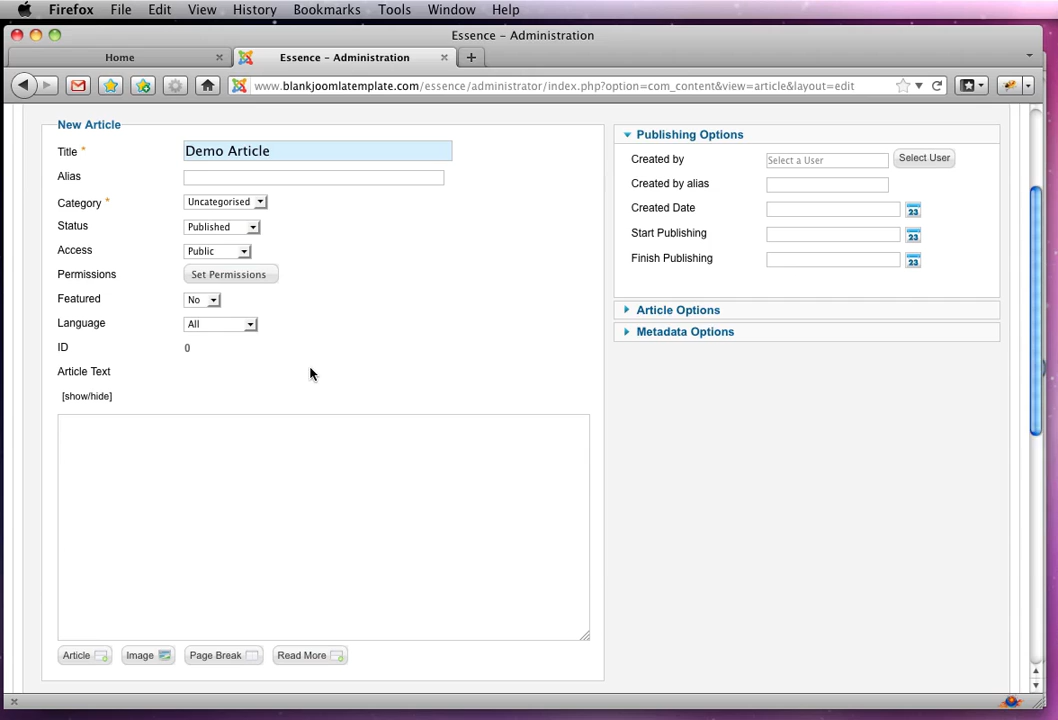 Firefox File Edit View History Bookmarks Tools Window Help
Essence – Administration
Home
Essence – Administration
www.blankjoomlatemplate.com/essence/administrator/index.php?option=com_content&view=article&layout=edit
New Article
Title * Demo Article
Alias
Category * Uncategorised
Status Published
Access Public
Permissions Set Permissions
Featured No
Language All
ID 0
Article Text
[show/hide]
Article Image Page Break Read More
Publishing Options
Created by Select a User Select User
Created by alias
Created Date 23
Start Publishing 23
Finish Publishing 23
Article Options
Metadata Options